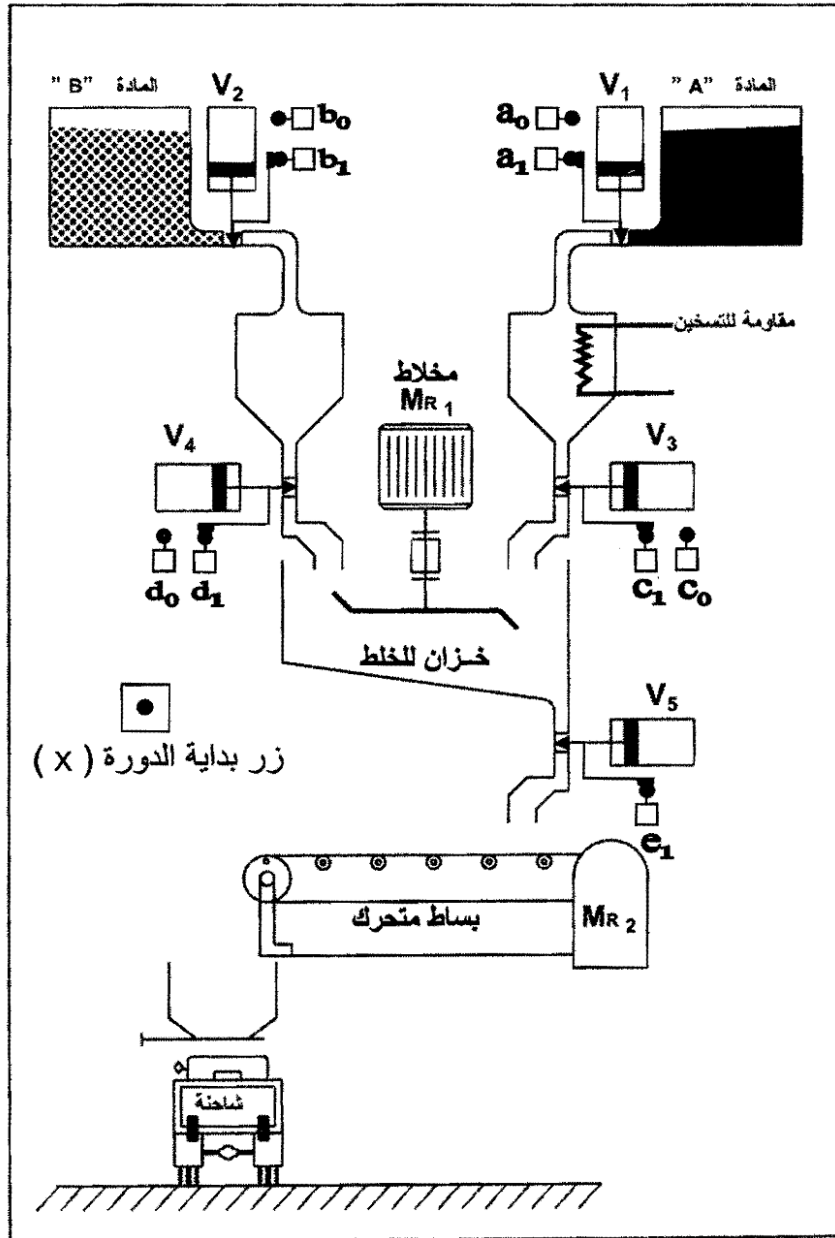 المادة "B"
V2
V1
المادة "A"
b0
a0
b1
a1
مقاومة للتسخين
مخلاط
MR 1
V4
V3
d0 d1
c1 c0
خزان للخلط
V5
زر بداية الدورة ( x )
e1
بساط متحرك
MR 2
شاحنة